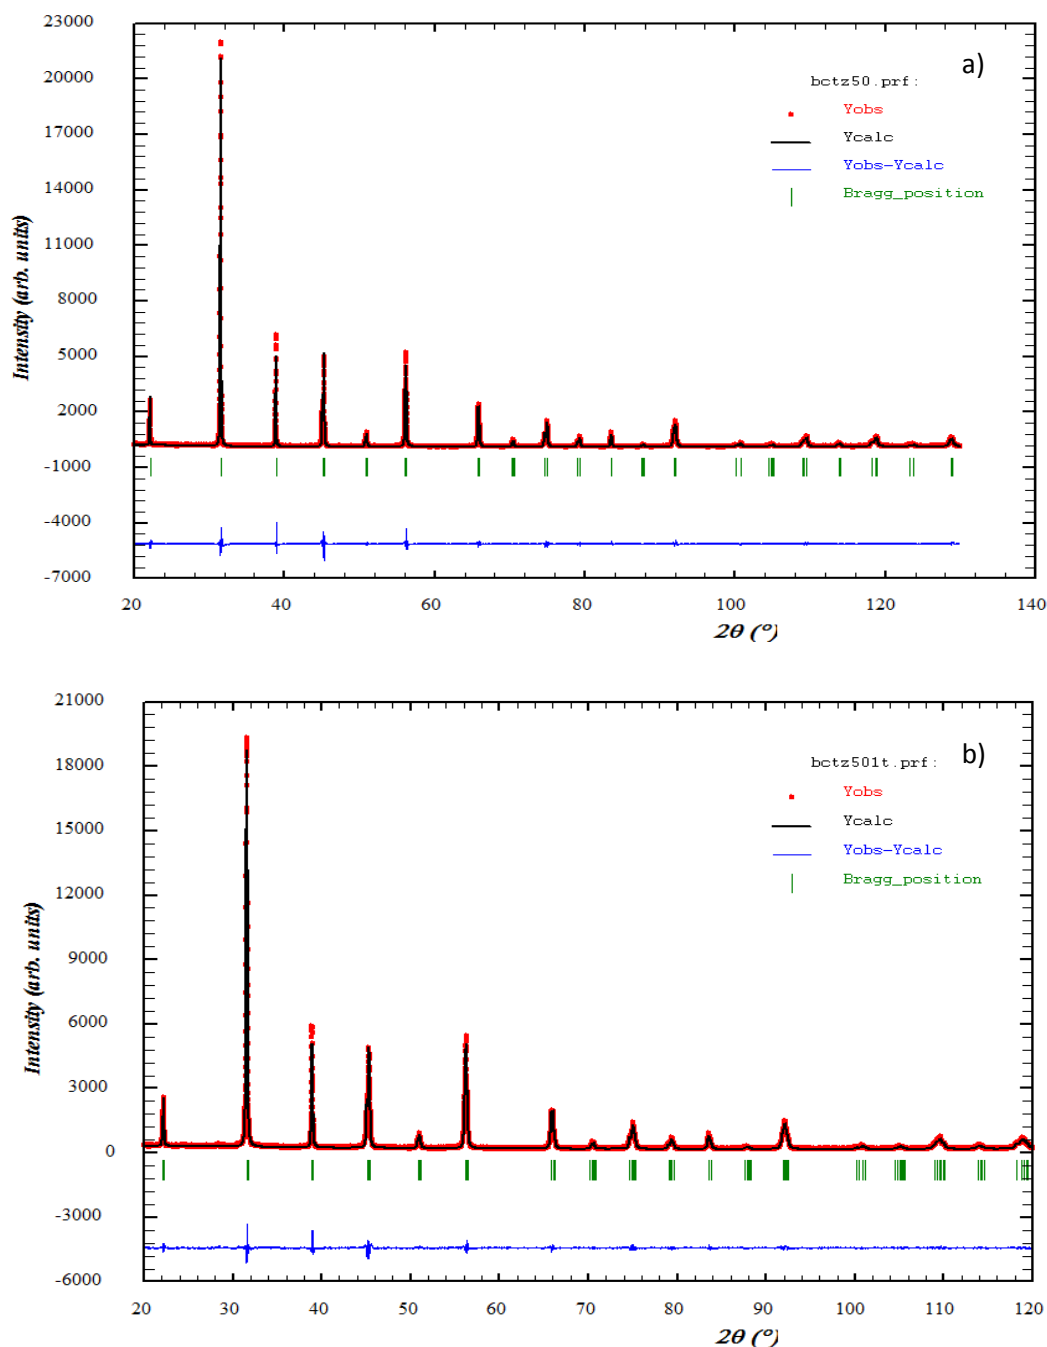 23000
20000
17000
14000
11000
8000
5000
2000
-1000
-4000
-7000
Intensity (arb. units)
a)
bctz50.prf:
Yobs
Ycalc
Yobs-Ycalc
Bragg_position
20 40 60 80 100 120 140
2θ (°)
21000
18000
15000
12000
9000
6000
3000
0
-3000
-6000
Intensity (arb. units)
b)
bctz501t.prf:
Yobs
Ycalc
Yobs-Ycalc
Bragg_position
20 30 40 50 60 70 80 90 100 110 120
2θ (°)